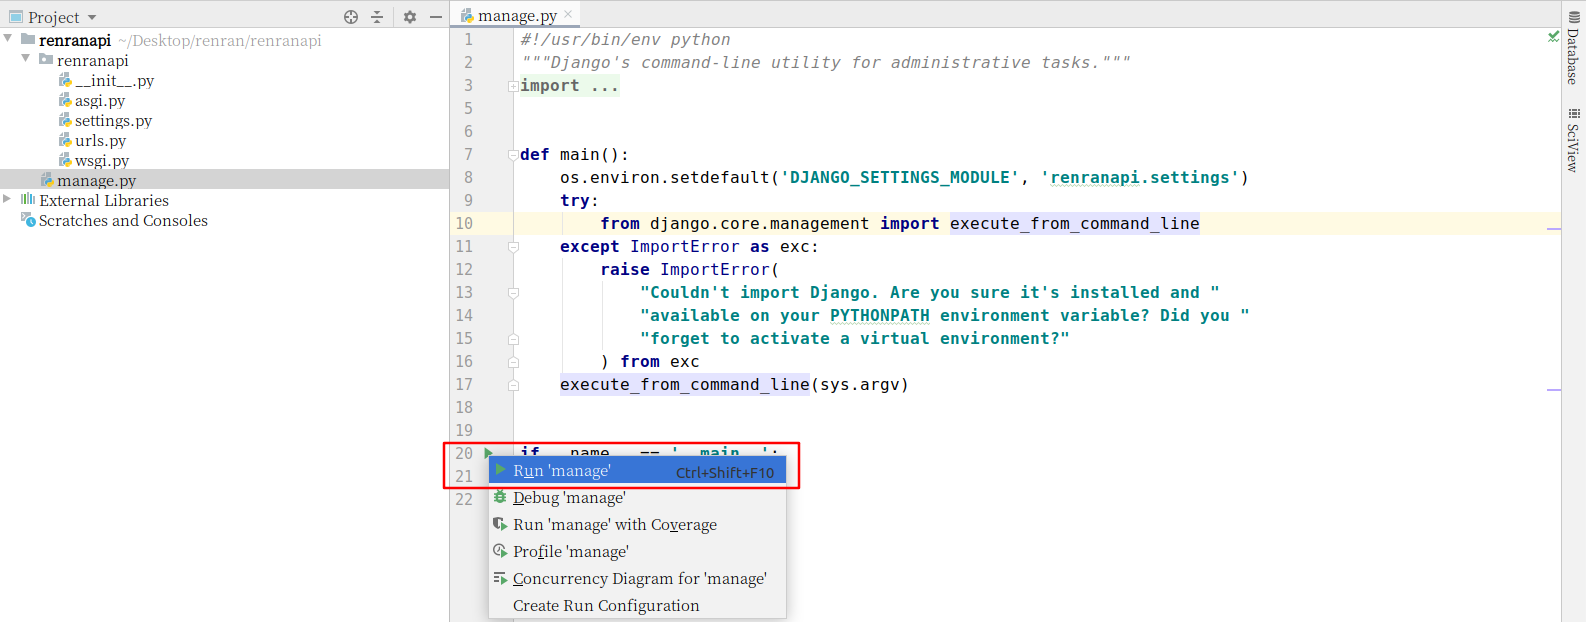 Project
renranapi ~/Desktop/renran/renranapi
renranapi
__init__.py
asgi.py
settings.py
urls.py
wsgi.py
manage.py
External Libraries
Scratches and Consoles
manage.py
1 #!/usr/bin/env python
2 """Django's command-line utility for administrative tasks."""
3 import ...
5
6
7 def main():
8 os.environ.setdefault('DJANGO_SETTINGS_MODULE', 'renranapi.settings')
9 try:
10 from django.core.management import execute_from_command_line
11 except ImportError as exc:
12 raise ImportError(
13 "Couldn't import Django. Are you sure it's installed and "
14 "available on your PYTHONPATH environment variable? Did you "
15 "forget to activate a virtual environment?"
16 ) from exc
17 execute_from_command_line(sys.argv)
18
19
20 if __name__ == '__main__':
21
22
Run 'manage' Ctrl+Shift+F10
Debug 'manage'
Run 'manage' with Coverage
Profile 'manage'
Concurrency Diagram for 'manage'
Create Run Configuration
Database
SciView